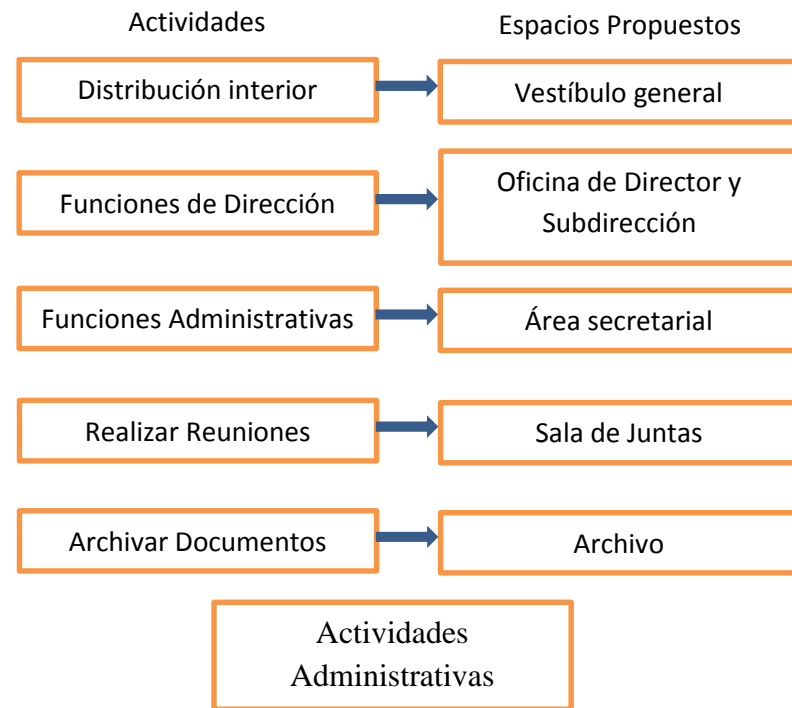 Actividades Espacios Propuestos
Distribución interior Vestíbulo general
Funciones de Dirección Oficina de Director y
Subdirección
Funciones Administrativas Área secretarial
Realizar Reuniones Sala de Juntas
Archivar Documentos Archivo
Actividades
Administrativas